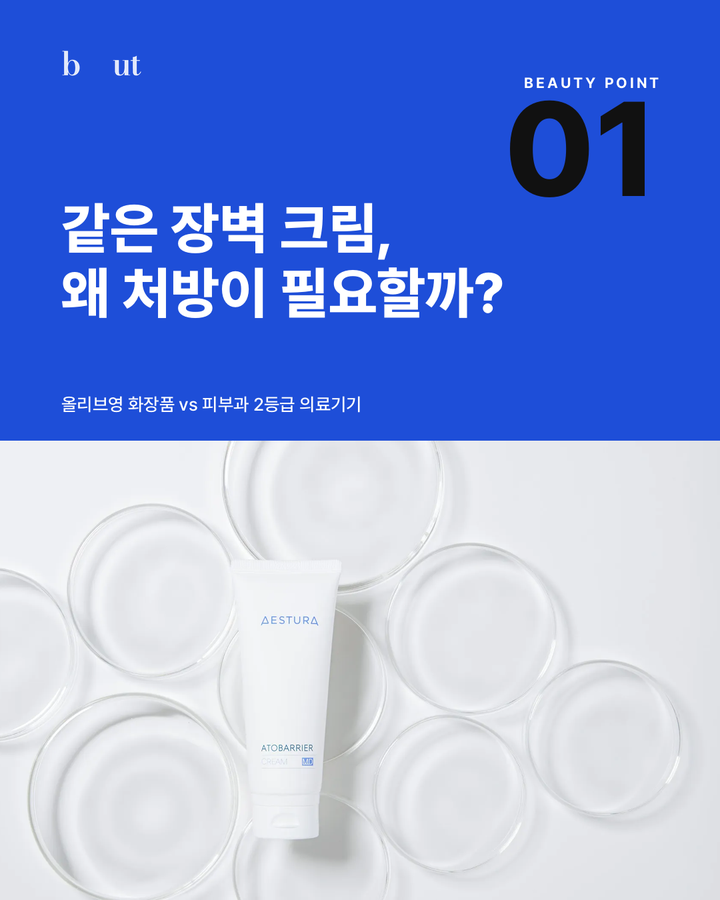 b ut
BEAUTY POINT
01
같은 장벽 크림,
왜 처방이 필요할까?
올리브영 화장품 vs 피부과 2등급 의료기기
AESTURA
ATOBARRIER
CREAM MD